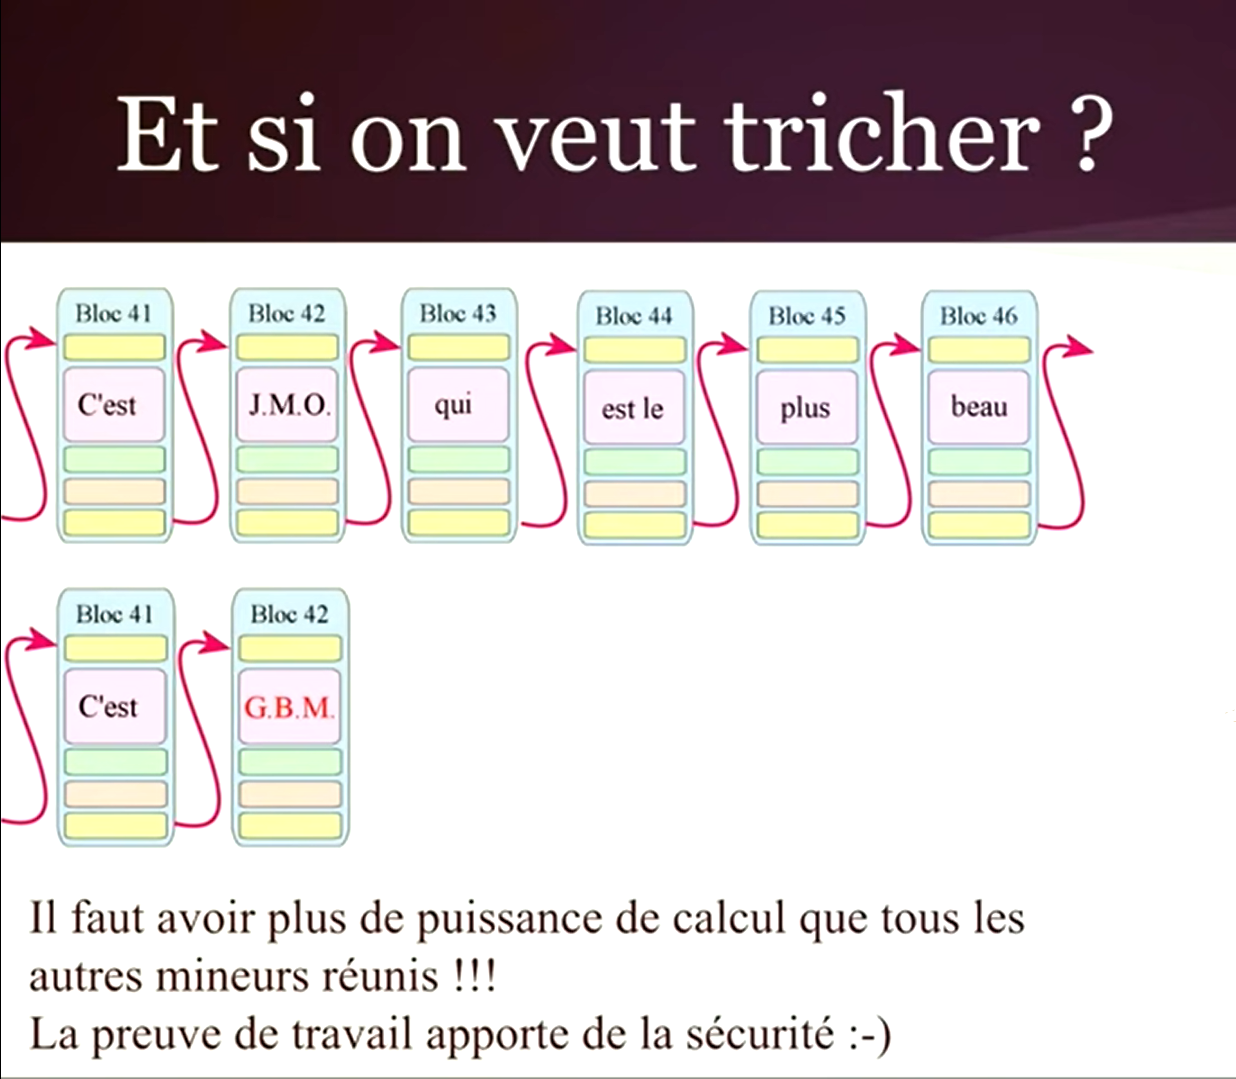 Et si on veut tricher ?
Bloc 41 Bloc 42 Bloc 43 Bloc 44 Bloc 45 Bloc 46
C'est J.M.O. qui est le plus beau
Bloc 41 Bloc 42
C'est G.B.M.
Il faut avoir plus de puissance de calcul que tous les
autres mineurs réunis !!!
La preuve de travail apporte de la sécurité :-)